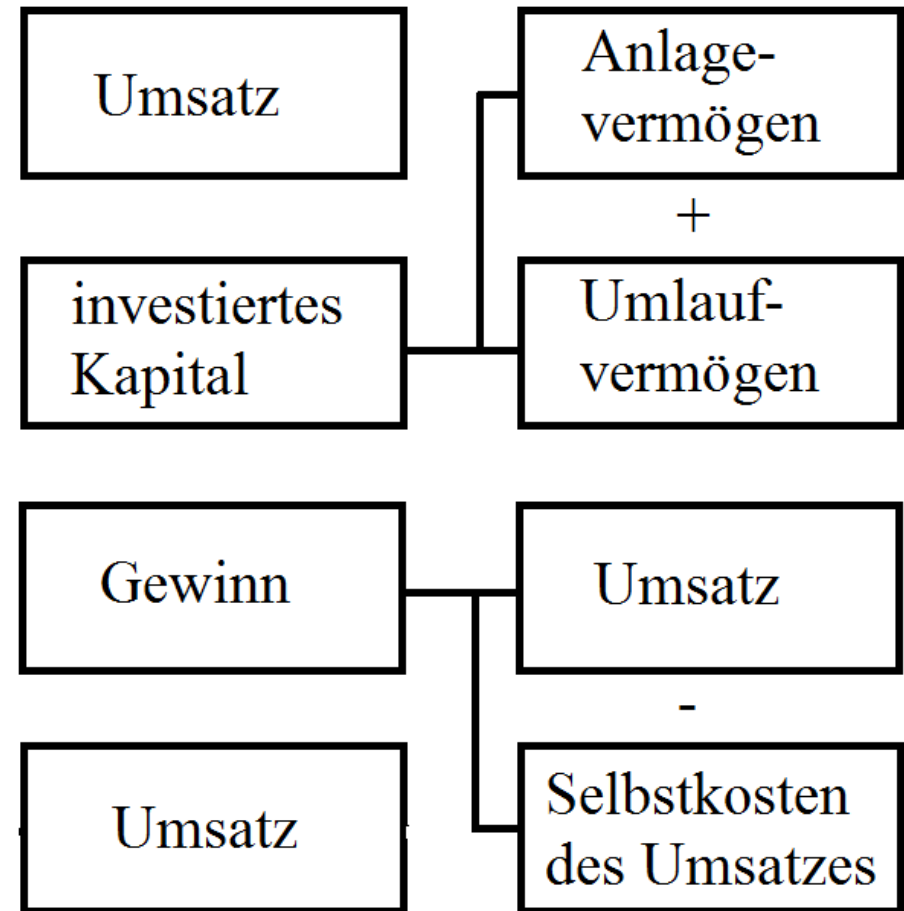 Umsatz
Anlage-
vermögen
+
investiertes
Kapital
Umlauf-
vermögen
Gewinn
Umsatz
-
Umsatz
Selbstkosten
des Umsatzes